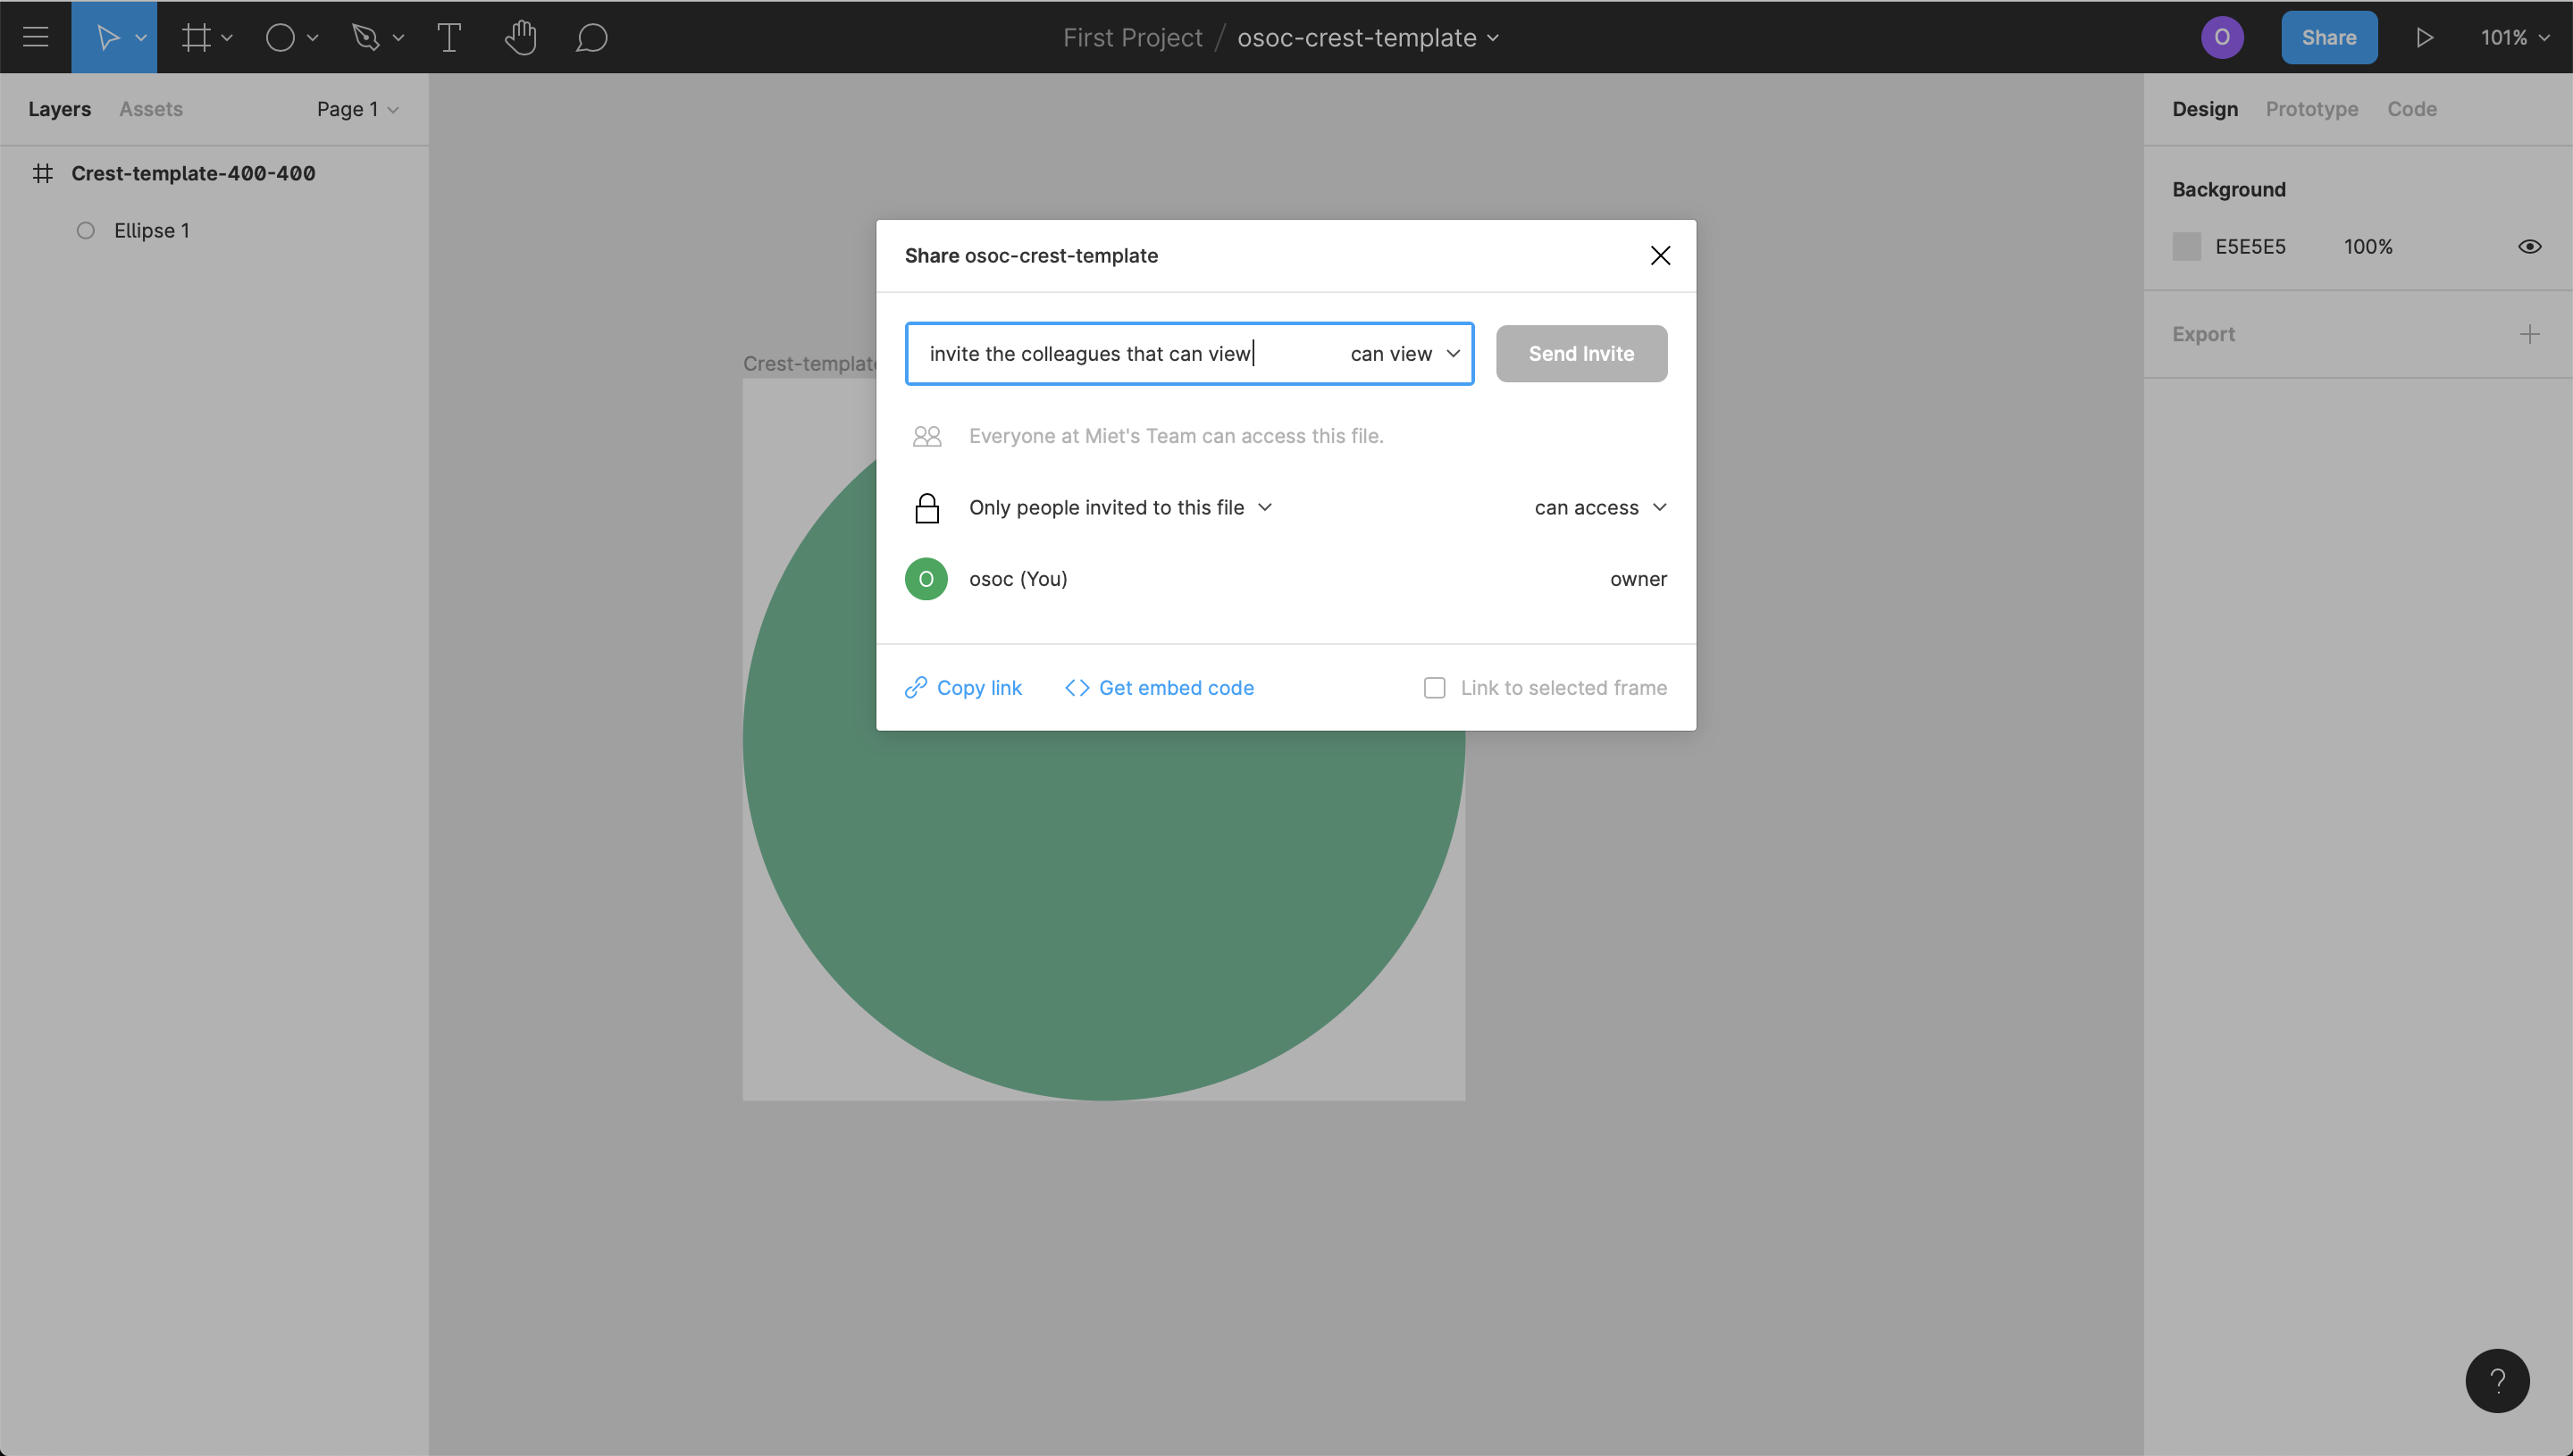 First Project / osoc-crest-template
O
Share
101%
Layers
Assets
Page 1
Crest-template-400-400
Ellipse 1
Crest-templat
Share osoc-crest-template
invite the colleagues that can view
can view
Send Invite
Everyone at Miet's Team can access this file.
Only people invited to this file
can access
O
osoc (You)
owner
Copy link
Get embed code
Link to selected frame
Design
Prototype
Code
Background
E5E5E5
100%
Export
?